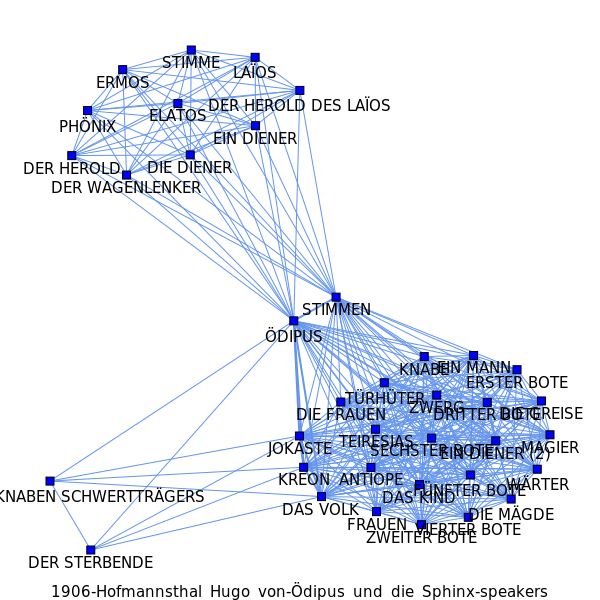 STIMME
LAÏOS
ERMOS
DER HEROLD DES LAÏOS
ELATOS
PHÖNIX
EIN DIENER
DER HEROLD
DIE DIENER
DER WAGENLENKER
STIMMEN
ÖDIPUS
KNABE
EIN MANN
ERSTER BOTE
TÜRHÜTER
ZWERG
DIE FRAUEN
DRITTER BOTE
DIE GREISE
TEIRESIAS
JOKASTE
SECHSTER BOTE
EIN DIENER (2)
MAGIER
KREON
ANTIOPE
WÄRTER
FÜNFTER BOTE
DAS KIND
KNABEN SCHWERTTRÄGERS
DAS VOLK
DIE MÄGDE
FRAUEN
VIERTER BOTE
ZWEITER BOTE
DER STERBENDE
1906-Hofmannsthal Hugo von-Ödipus und die Sphinx-speakers